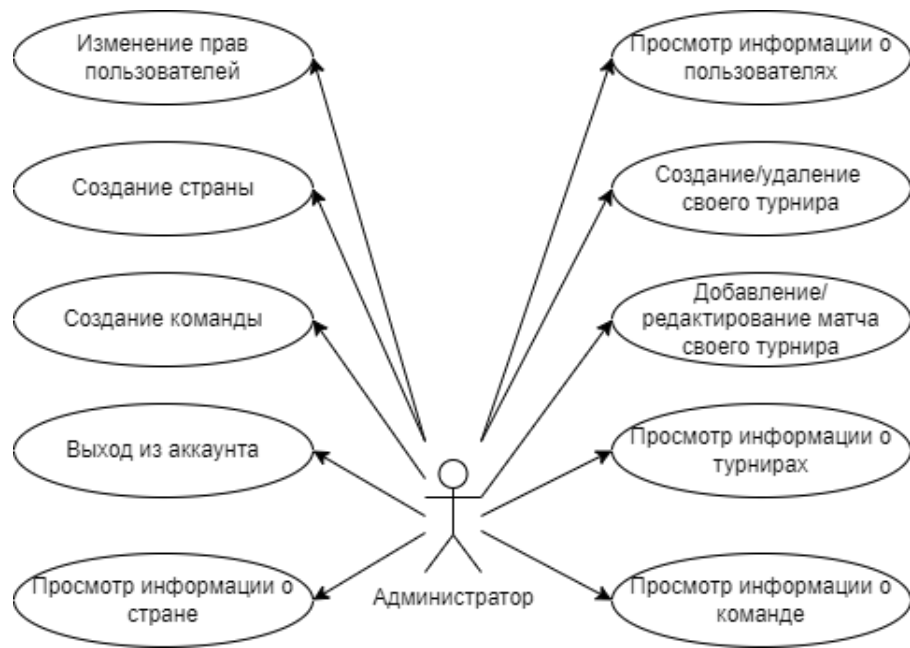 Изменение прав
пользователей
Просмотр информации о
пользователях
Создание страны
Создание/удаление
своего турнира
Создание команды
Добавление/
редактирование матча
своего турнира
Выход из аккаунта
Просмотр информации о
турнирах
Просмотр информации о
стране
Администратор
Просмотр информации о
команде